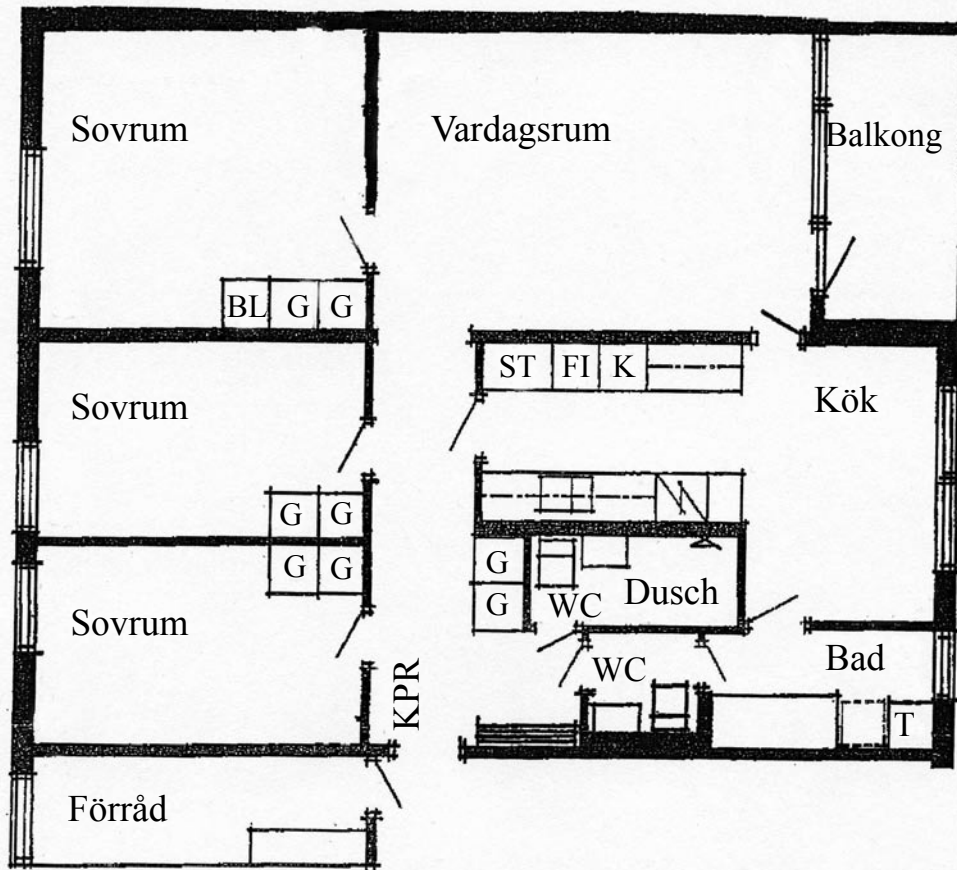 Sovrum
Vardagsrum
Balkong
BL G G
ST FI K
Sovrum
Kök
G G
G G
G
G
WC
Dusch
Sovrum
WC
Bad
KPR
T
Förråd